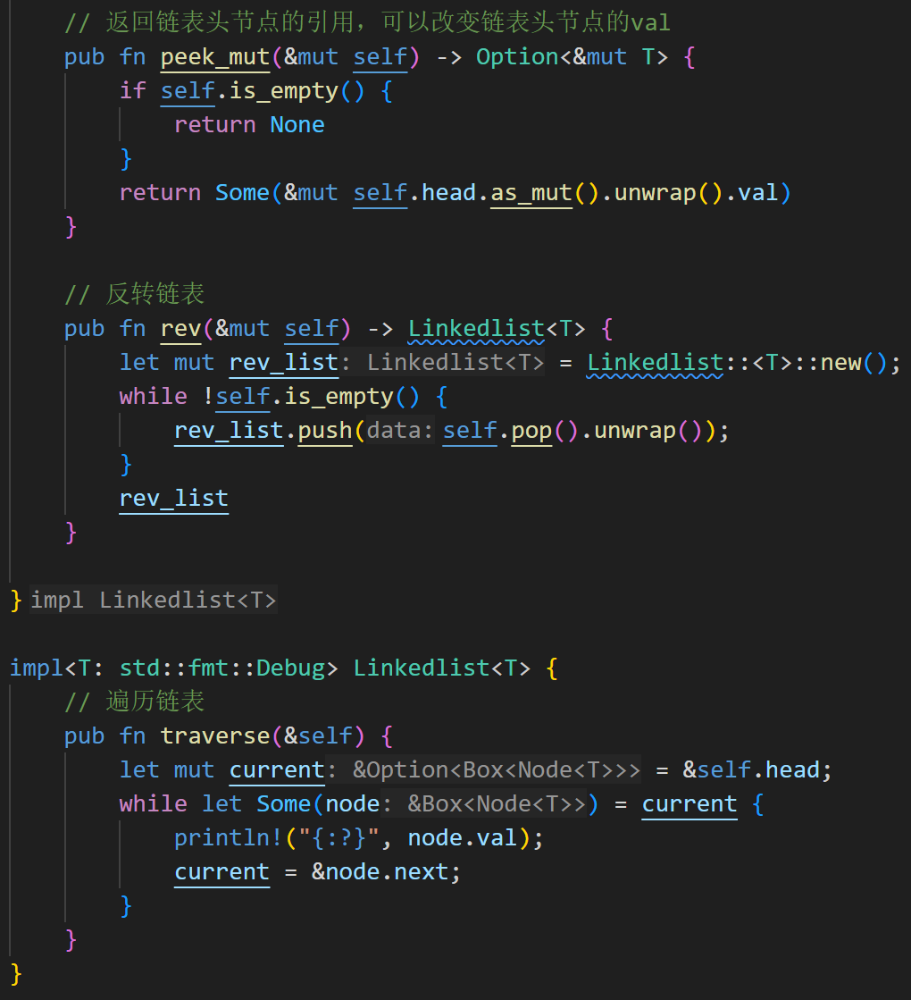 // 返回链表头节点的引用，可以改变链表头节点的val
pub fn peek_mut(&mut self) -> Option<&mut T> {
if self.is_empty() {
return None
}
return Some(&mut self.head.as_mut().unwrap().val)
}
// 反转链表
pub fn rev(&mut self) -> Linkedlist<T> {
let mut rev_list: Linkedlist<T> = Linkedlist::<T>::new();
while !self.is_empty() {
rev_list.push(data: self.pop().unwrap());
}
rev_list
}
} impl Linkedlist<T>
impl<T: std::fmt::Debug> Linkedlist<T> {
// 遍历链表
pub fn traverse(&self) {
let mut current: &Option<Box<Node<T>>> = &self.head;
while let Some(node: &Box<Node<T>>) = current {
println!("{:?}", node.val);
current = &node.next;
}
}
}